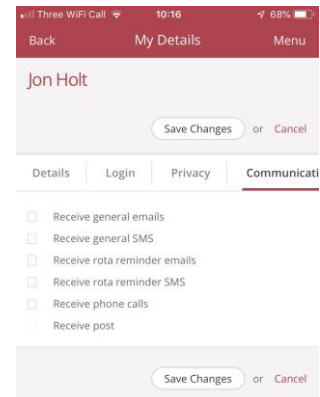 Three WiFi Call 10:16 68%
Back My Details Menu
Jon Holt
Save Changes or Cancel
Details Login Privacy Communicati
Receive general emails
Receive general SMS
Receive rota reminder emails
Receive rota reminder SMS
Receive phone calls
Receive post
Save Changes or Cancel